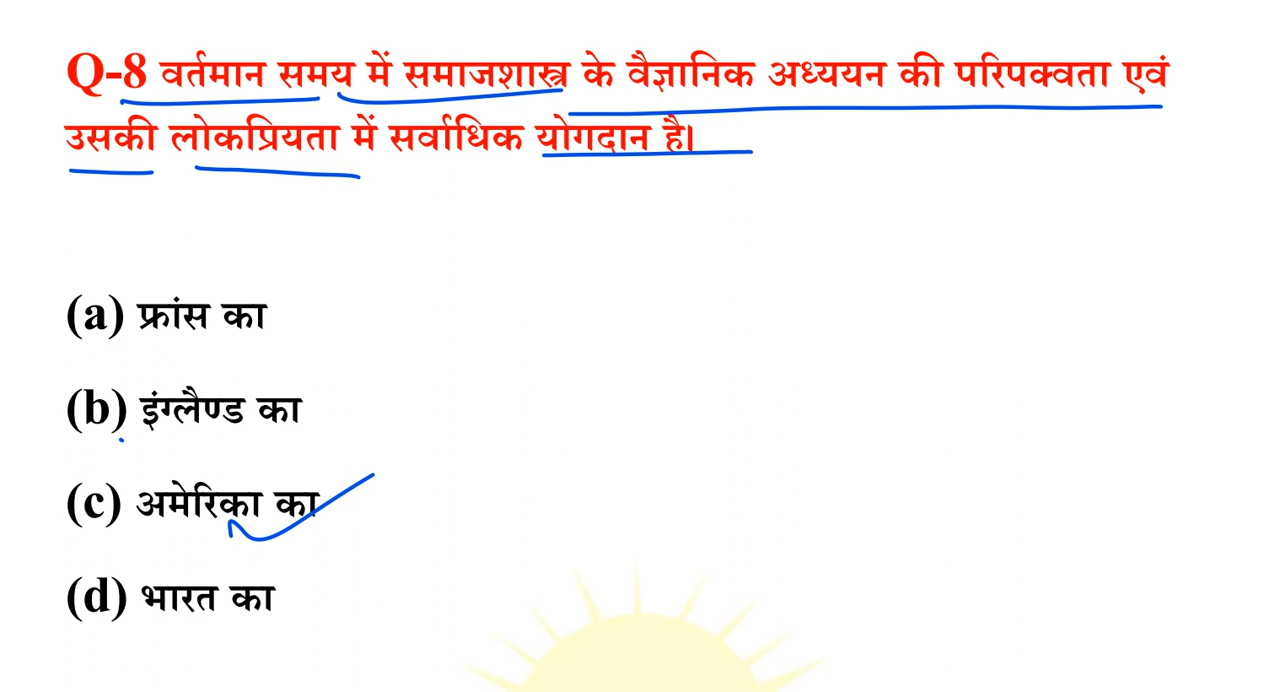 Q-8 वर्तमान समय में समाजशास्त्र के वैज्ञानिक अध्ययन की परिपक्वता एवं
उसकी लोकप्रियता में सर्वाधिक योगदान है।
(a) फ्रांस का
(b) इंग्लैण्ड का
(c) अमेरिका का
(d) भारत का